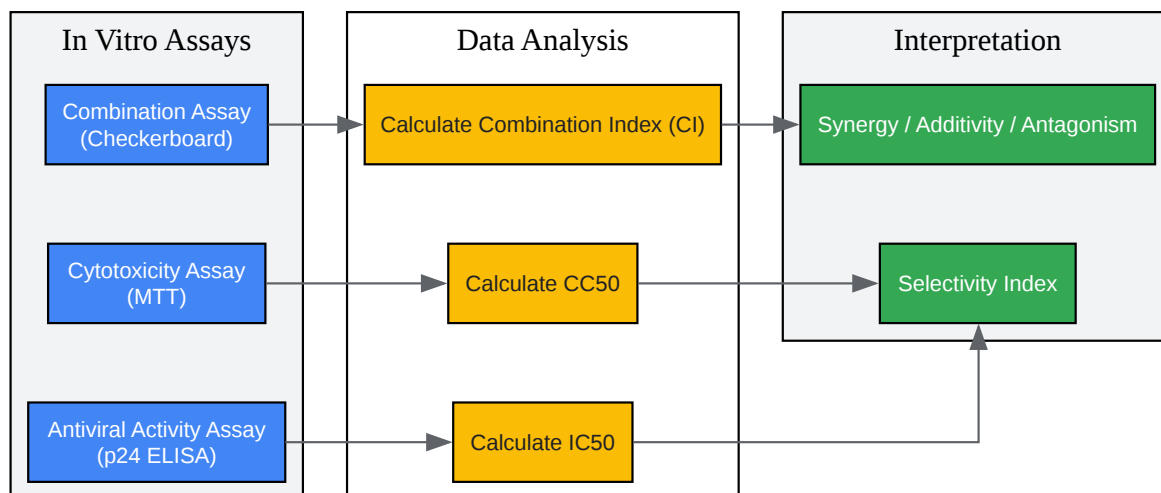 In Vitro Assays
Data Analysis
Interpretation
Combination Assay
(Checkerboard)
Calculate Combination Index (CI)
Synergy / Additivity / Antagonism
Cytotoxicity Assay
(MTT)
Calculate CC50
Selectivity Index
Antiviral Activity Assay
(p24 ELISA)
Calculate IC50